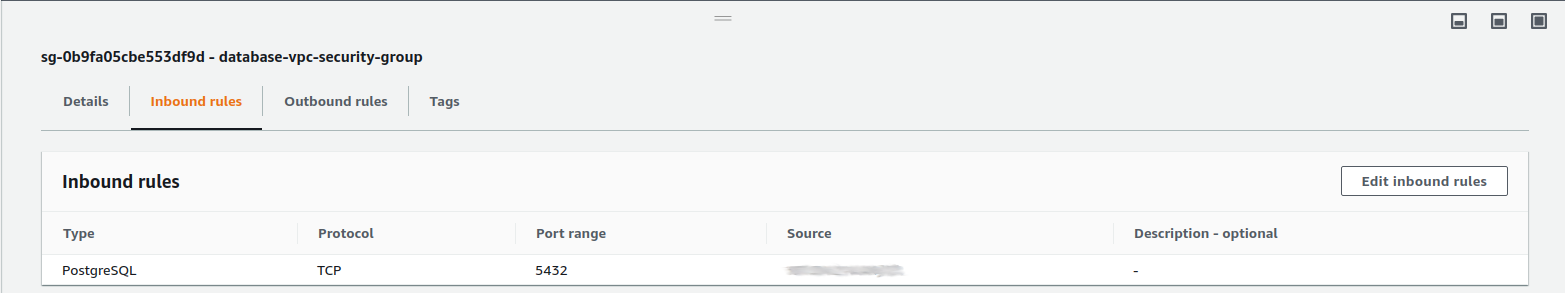 sg-0b9fa05cbe553df9d - database-vpc-security-group
Details Inbound rules Outbound rules Tags
Inbound rules Edit inbound rules
Type Protocol Port range Source Description - optional
PostgreSQL TCP 5432 -